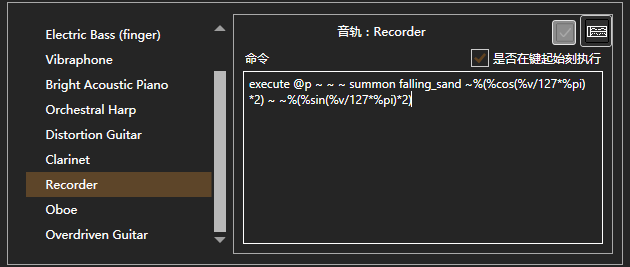 Electric Bass (finger)
Vibraphone
Bright Acoustic Piano
Orchestral Harp
Distortion Guitar
Clarinet
Recorder
Oboe
Overdriven Guitar
音轨：Recorder
命令
是否在键起始刻执行
execute @p ~ ~ ~ summon falling_sand ~%(%cos(%v/127*%pi)
*2) ~ ~%(%sin(%v/127*%pi)*2)